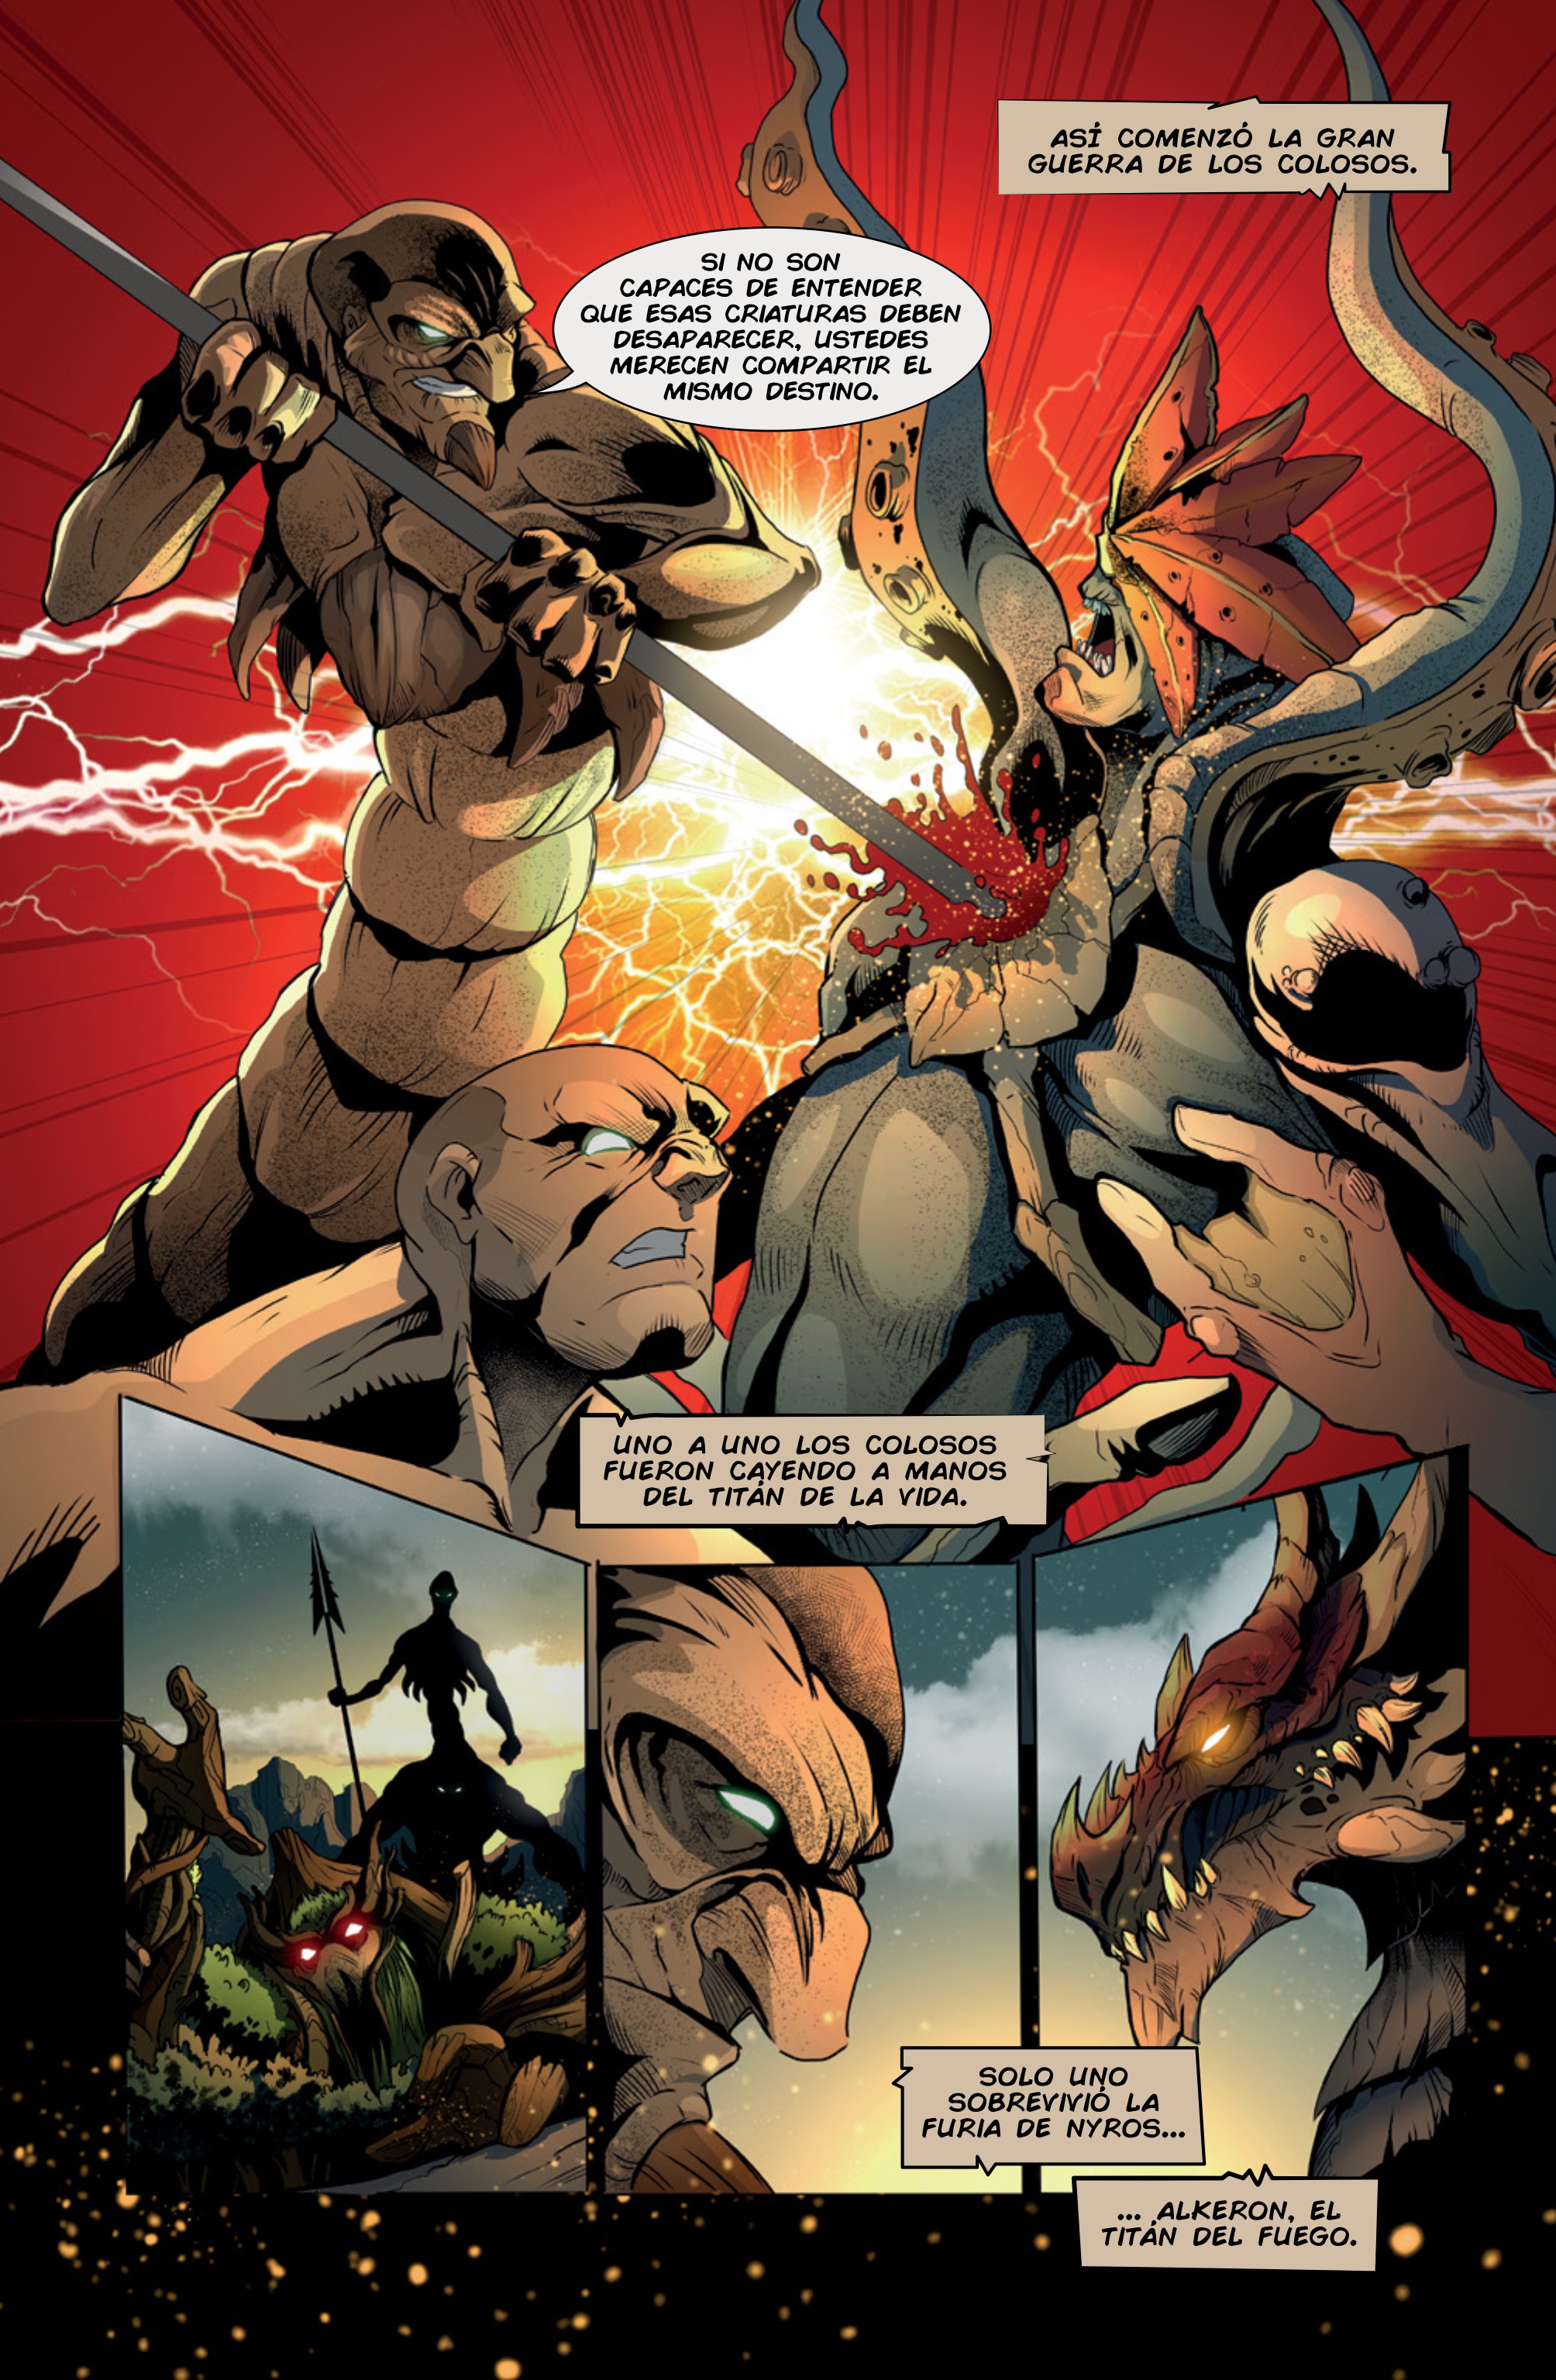 ASÍ COMENZÓ LA GRAN
GUERRA DE LOS COLOSOS.
SI NO SON
CAPACES DE ENTENDER
QUE ESAS CRIATURAS DEBEN
DESAPARECER, USTEDES
MERECEN COMPARTIR EL
MISMO DESTINO.
UNO A UNO LOS COLOSOS
FUERON CAYENDO A MANOS
DEL TITÁN DE LA VIDA.
SOLO UNO
SOBREVIVIÓ LA
FURIA DE NYROS...
... ALKERON, EL
TITÁN DEL FUEGO.